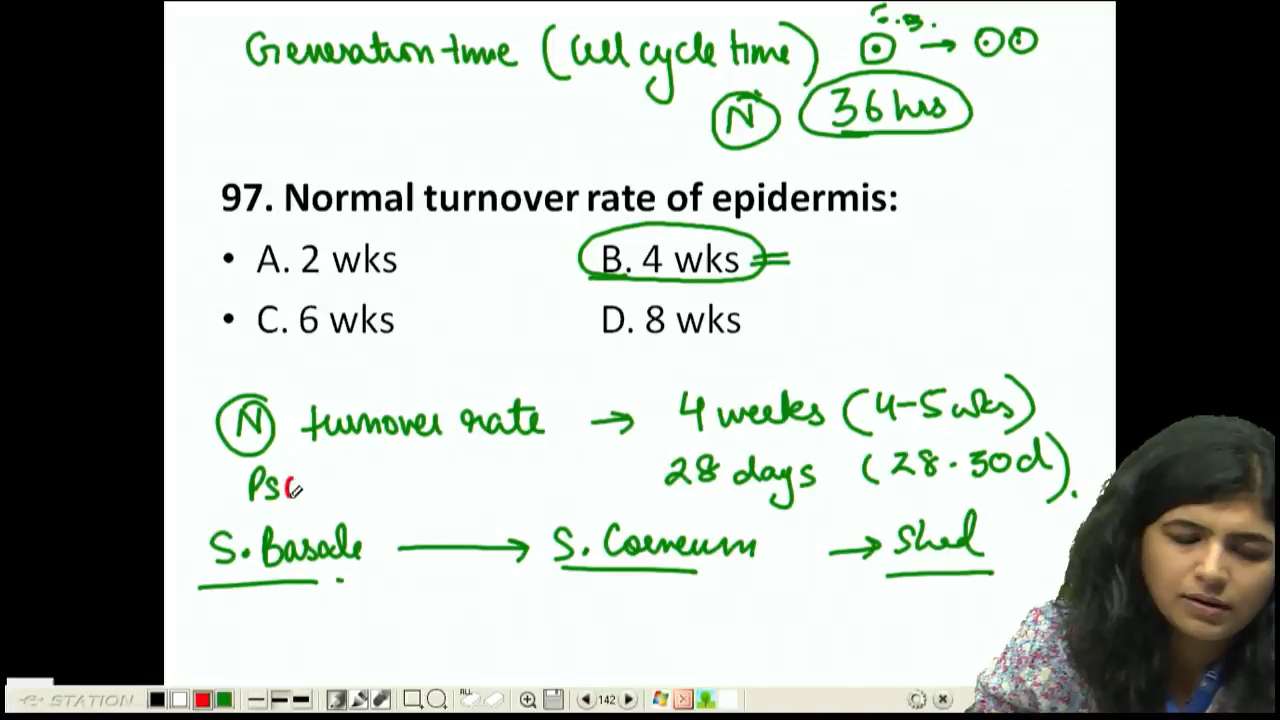 Generation time (Cell cycle time)
N 36 hrs
97. Normal turnover rate of epidermis:
• A. 2 wks B. 4 wks
• C. 6 wks D. 8 wks
N turnover rate → 4 weeks (4-5 wks)
Ps 28 days (28-30d).
S. Basale → S. Corneum → Shed
STATION ALL 142